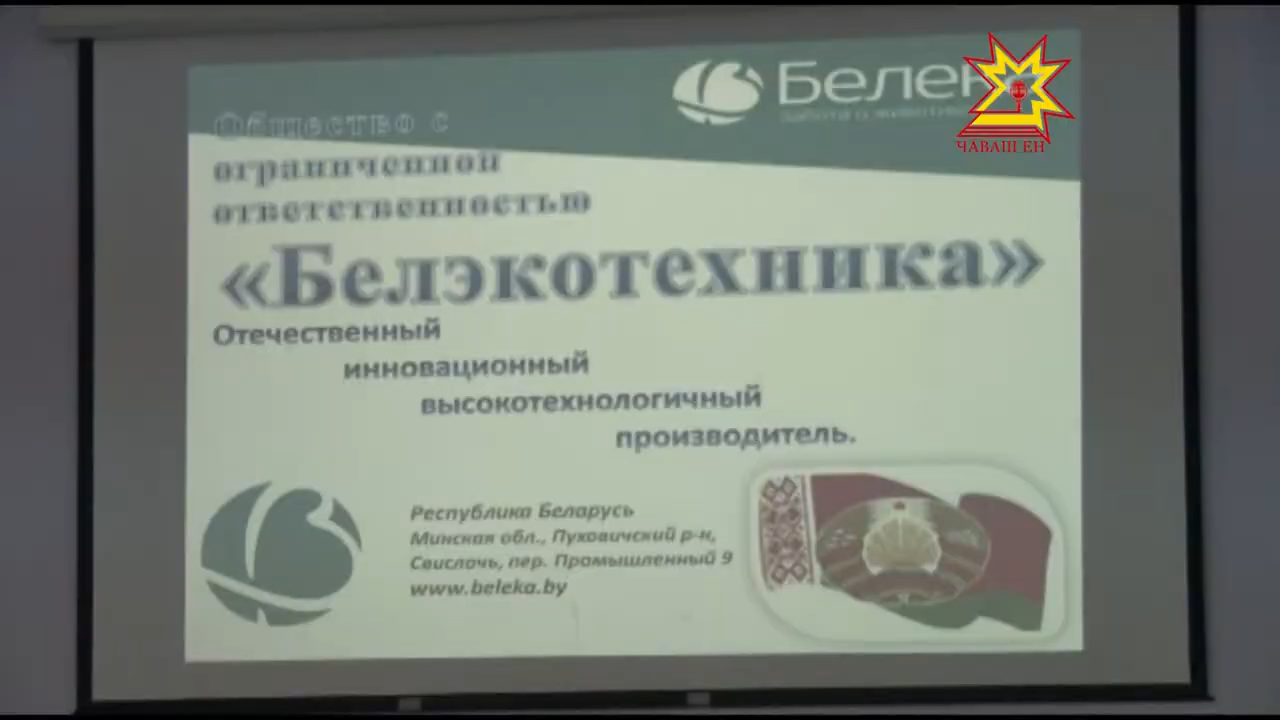 Белека
ЧĂВАШ ЕН
Общество с
ограниченной
ответственностью
«Белэкотехника»
Отечественный
инновационный
высокотехнологичный
производитель.
Республика Беларусь
Минская обл., Пуховичский р-н,
Свислочь, пер. Промышленный 9
www.beleka.by